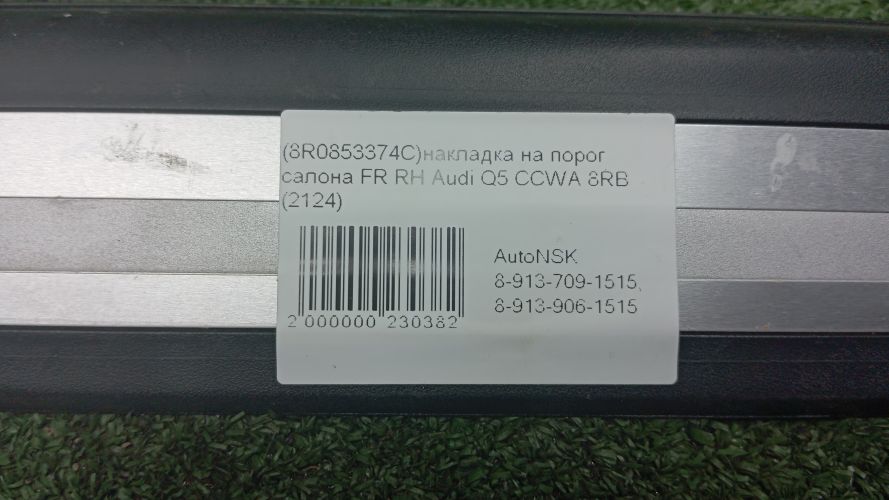 (8R0853374C)накладка на порог
салона FR RH Audi Q5 CCWA 8RB
(2124)
AutoNSK
8-913-709-1515,
8-913-906-1515
2 000000 230382